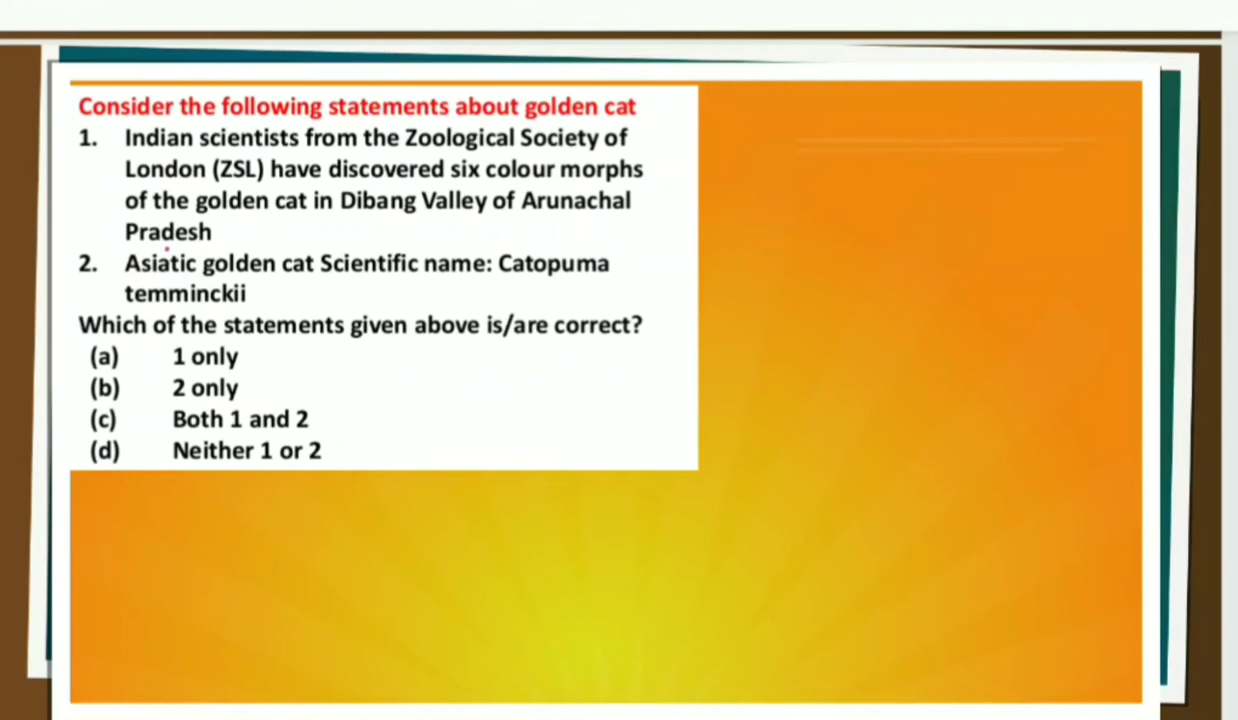 Consider the following statements about golden cat
1. Indian scientists from the Zoological Society of
London (ZSL) have discovered six colour morphs
of the golden cat in Dibang Valley of Arunachal
Pradesh
2. Asiatic golden cat Scientific name: Catopuma
temminckii
Which of the statements given above is/are correct?
(a) 1 only
(b) 2 only
(c) Both 1 and 2
(d) Neither 1 or 2